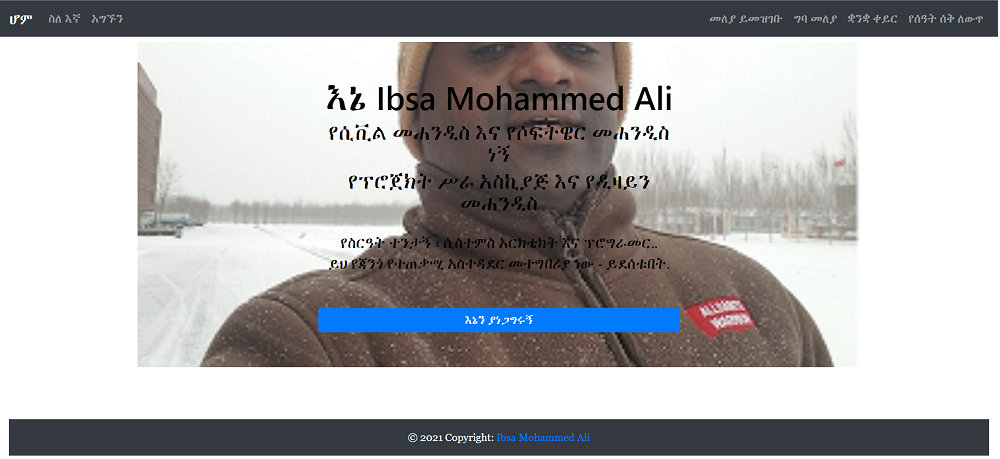 ሆም ስለ እኛ አግኙን መለያ ይመዝገቡ ግባ መለያ ቋንቋ ቀይር የሰዓት ሰቅ ለውጥ
እኔ Ibsa Mohammed Ali
የሲቪል መሐንዲስ እና የሶፍትዌር መሐንዲስ
ነኝ
የፕሮጀክት ሥራ አስኪያጅ እና የዲዛይን
መሐንዲስ
የስርዓት ተንታኝ ፣ ሲስተምስ አርክቴክት እና ፕሮግራመር..
ይህ የጃንጎ የተጠቃሚ አስተዳደር መተግበሪያ ነው - ይደሰቱበት.
እኔን ያነጋግሩኝ
© 2021 Copyright: Ibsa Mohammed Ali